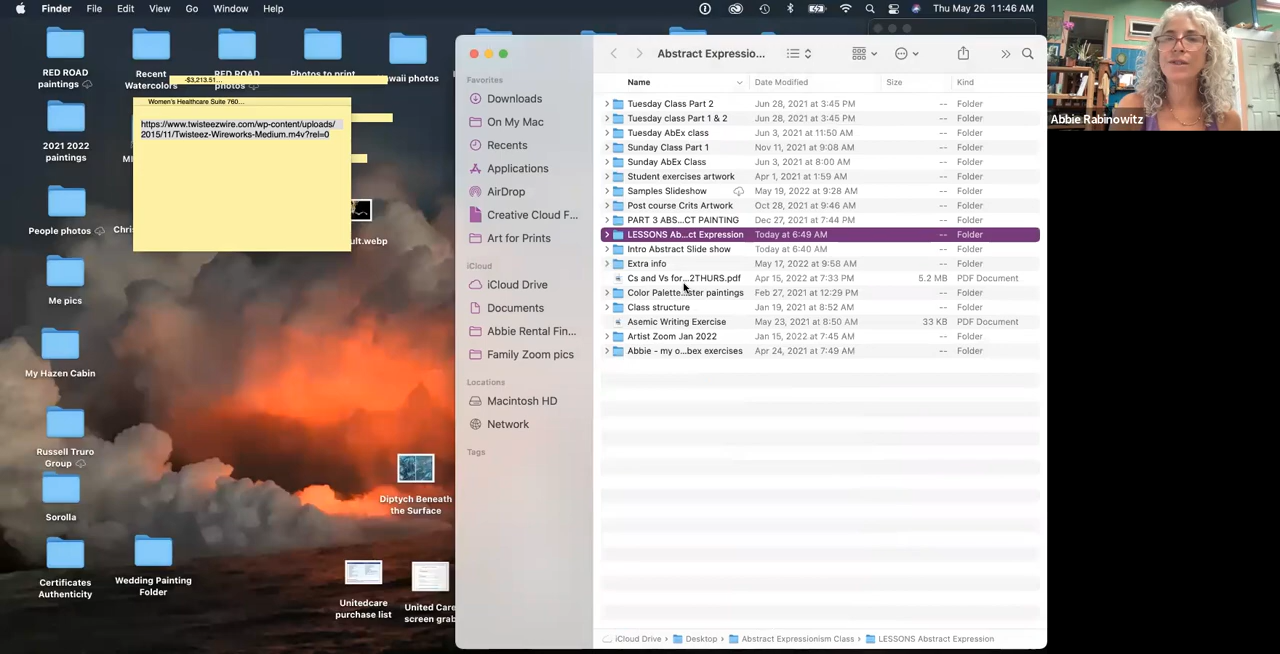 Finder File Edit View Go Window Help
Thu May 26 11:46 AM
RED ROAD
paintings
Recent
Watercolors
RED ROAD
photos
Photos to print
waii photos
-$3,213.51...
Women's Healthcare Suite 760...
https://www.twisteezwire.com/wp-content/uploads/
2015/11/Twisteez-Wireworks-Medium.m4v?rel=0
2021 2022
paintings
People photos
ult.webp
Me pics
My Hazen Cabin
Russell Truro
Group
Sorolla
Diptych Beneath
the Surface
Certificates
Authenticity
Wedding Painting
Folder
Unitedcare
purchase list
United Care
screen grab
Favorites
Downloads
On My Mac
Recents
Applications
AirDrop
Creative Cloud F...
Art for Prints
iCloud
iCloud Drive
Documents
Abbie Rental Fin...
Family Zoom pics
Locations
Macintosh HD
Network
Tags
Abstract Expressio...
Name Date Modified Size Kind
Tuesday Class Part 2 Jun 28, 2021 at 3:45 PM -- Folder
Tuesday class Part 1 & 2 Jun 28, 2021 at 3:45 PM -- Folder
Tuesday AbEx class Jun 3, 2021 at 11:50 AM -- Folder
Sunday Class Part 1 Nov 11, 2021 at 9:08 AM -- Folder
Sunday AbEx Class Jun 3, 2021 at 8:00 AM -- Folder
Student exercises artwork Apr 1, 2021 at 1:59 AM -- Folder
Samples Slideshow May 19, 2022 at 9:28 AM -- Folder
Post course Crits Artwork Oct 28, 2021 at 9:46 AM -- Folder
PART 3 ABS...CT PAINTING Dec 27, 2021 at 7:44 PM -- Folder
LESSONS Ab...ct Expression Today at 6:49 AM -- Folder
Intro Abstract Slide show Today at 6:40 AM -- Folder
Extra info May 17, 2022 at 9:58 AM -- Folder
Cs and Vs for...2THURS.pdf Apr 15, 2022 at 7:33 PM 5.2 MB PDF Document
Color Palette...ster paintings Feb 27, 2021 at 12:29 PM -- Folder
Class structure Jan 19, 2021 at 8:52 AM -- Folder
Asemic Writing Exercise May 23, 2021 at 8:50 AM 33 KB PDF Document
Artist Zoom Jan 2022 Jan 15, 2022 at 7:45 AM -- Folder
Abbie - my o...bex exercises Apr 24, 2021 at 7:49 AM -- Folder
iCloud Drive › Desktop › Abstract Expressionism Class › LESSONS Abstract Expression
Abbie Rabinowitz